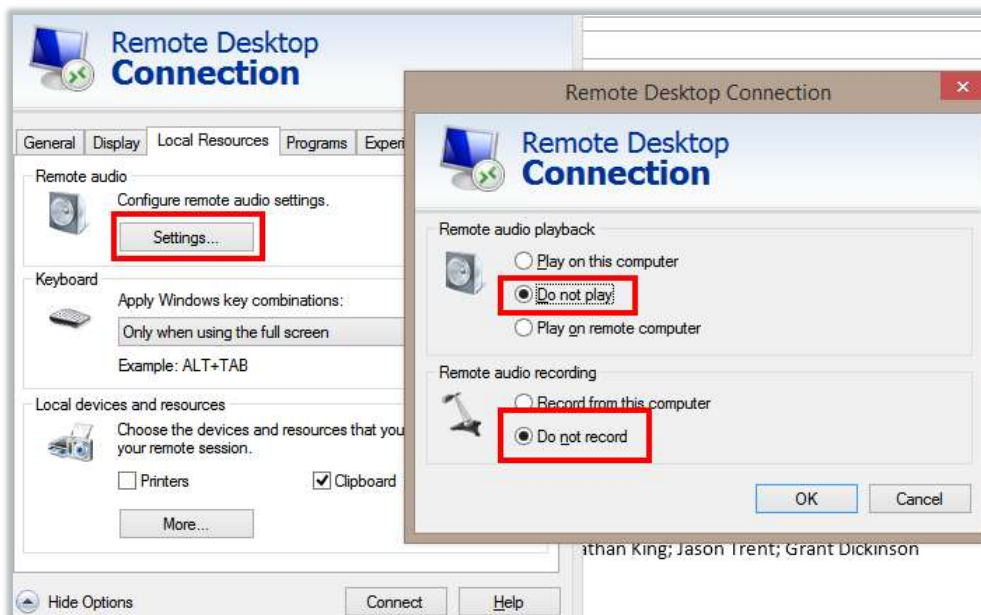 Remote Desktop
Connection
General Display Local Resources Programs Experi
Remote audio
Configure remote audio settings.
Settings...
Keyboard
Apply Windows key combinations:
Only when using the full screen
Example: ALT+TAB
Local devices and resources
Choose the devices and resources that you
your remote session.
Printers Clipboard
More...
Hide Options Connect Help
Remote Desktop Connection
Remote Desktop
Connection
Remote audio playback
Play on this computer
Do not play
Play on remote computer
Remote audio recording
Record from this computer
Do not record
OK Cancel
athan King; Jason Trent; Grant Dickinson